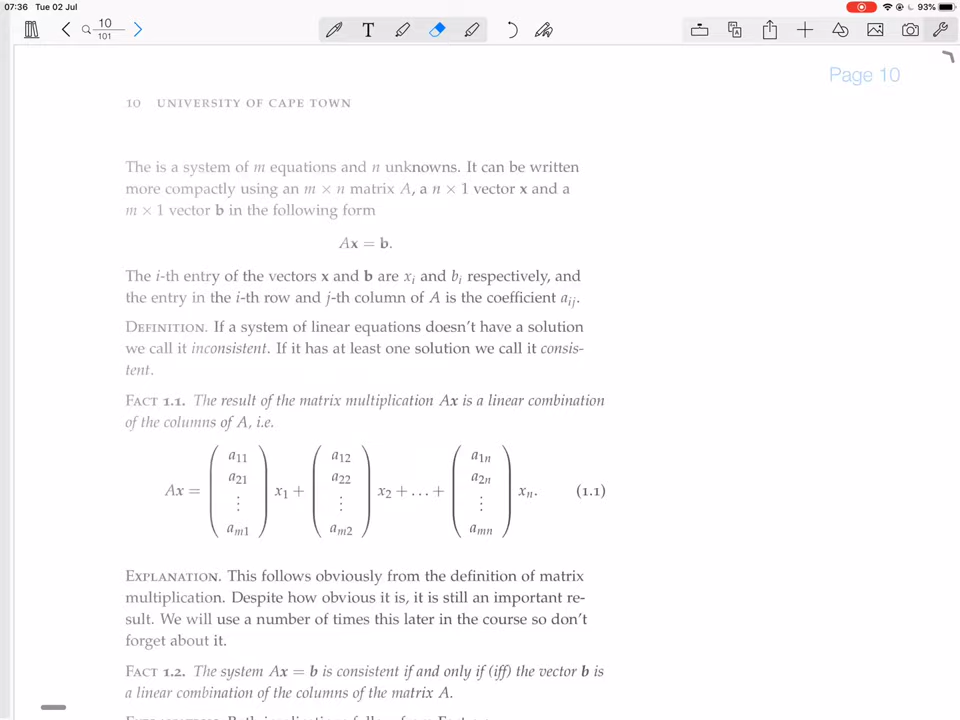 07:36 Tue 02 Jul 93%
10
101
T
Page 10
10 UNIVERSITY OF CAPE TOWN
The is a system of m equations and n unknowns. It can be written
more compactly using an m × n matrix A, a n × 1 vector x and a
m × 1 vector b in the following form
Ax = b.
The i-th entry of the vectors x and b are xᵢ and bᵢ respectively, and
the entry in the i-th row and j-th column of A is the coefficient aᵢⱼ.
DEFINITION. If a system of linear equations doesn't have a solution
we call it inconsistent. If it has at least one solution we call it consis-
tent.
FACT 1.1. The result of the matrix multiplication Ax is a linear combination
of the columns of A, i.e.
a11 a12 a1n
a21 a22 a2n
Ax = ( ⋮ ) x1 + ( ⋮ ) x2 + ... + ( ⋮ ) xn. (1.1)
am1 am2 amn
EXPLANATION. This follows obviously from the definition of matrix
multiplication. Despite how obvious it is, it is still an important re-
sult. We will use a number of times this later in the course so don't
forget about it.
FACT 1.2. The system Ax = b is consistent if and only if (iff) the vector b is
a linear combination of the columns of the matrix A.